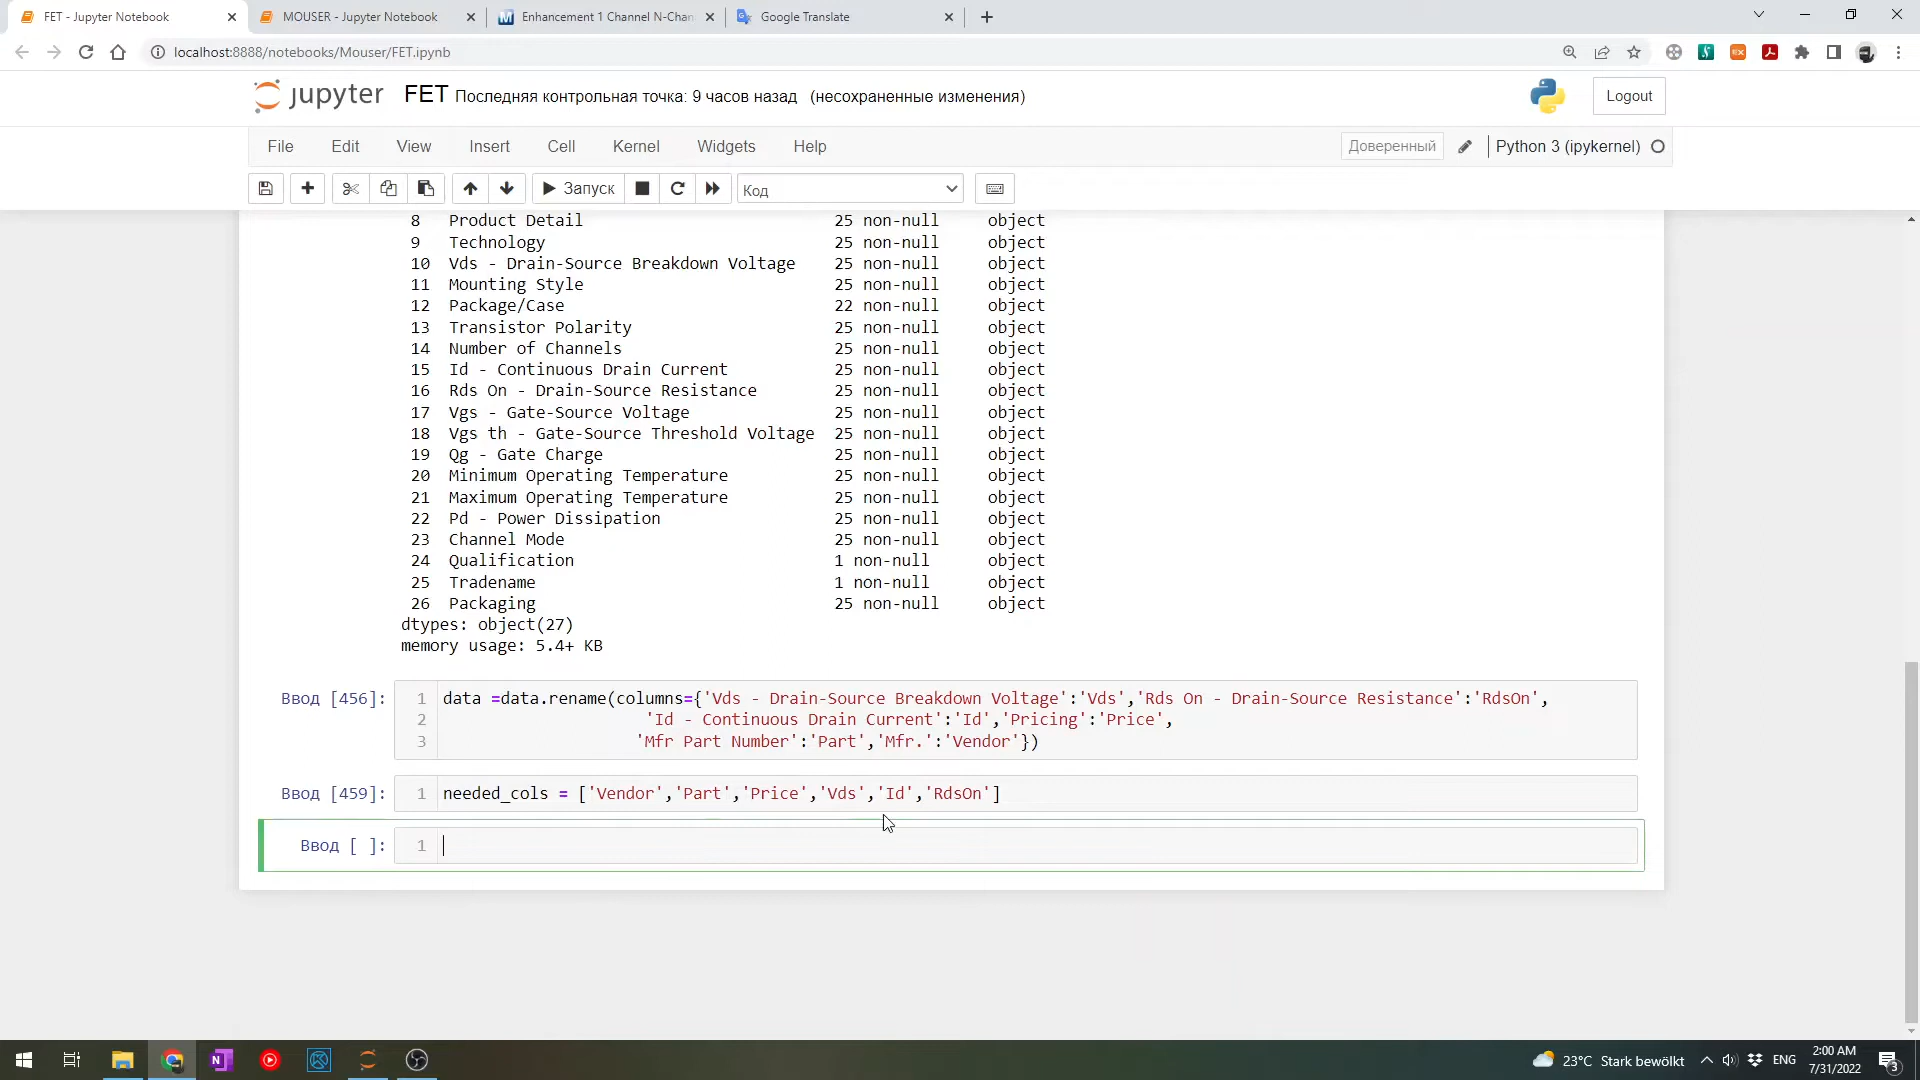 FET - Jupyter Notebook
MOUSER - Jupyter Notebook
Enhancement 1 Channel N-Chan
Google Translate
localhost:8888/notebooks/Mouser/FET.ipynb
jupyter FET Последняя контрольная точка: 9 часов назад (несохраненные изменения)
Logout
File Edit View Insert Cell Kernel Widgets Help
Доверенный Python 3 (ipykernel)
Запуск Код
8 Product Detail 25 non-null object
9 Technology 25 non-null object
10 Vds - Drain-Source Breakdown Voltage 25 non-null object
11 Mounting Style 25 non-null object
12 Package/Case 22 non-null object
13 Transistor Polarity 25 non-null object
14 Number of Channels 25 non-null object
15 Id - Continuous Drain Current 25 non-null object
16 Rds On - Drain-Source Resistance 25 non-null object
17 Vgs - Gate-Source Voltage 25 non-null object
18 Vgs th - Gate-Source Threshold Voltage 25 non-null object
19 Qg - Gate Charge 25 non-null object
20 Minimum Operating Temperature 25 non-null object
21 Maximum Operating Temperature 25 non-null object
22 Pd - Power Dissipation 25 non-null object
23 Channel Mode 25 non-null object
24 Qualification 1 non-null object
25 Tradename 1 non-null object
26 Packaging 25 non-null object
dtypes: object(27)
memory usage: 5.4+ KB
Ввод [456]: 1 data =data.rename(columns={'Vds - Drain-Source Breakdown Voltage':'Vds','Rds On - Drain-Source Resistance':'RdsOn',
2 'Id - Continuous Drain Current':'Id','Pricing':'Price',
3 'Mfr Part Number':'Part','Mfr.':'Vendor'})
Ввод [459]: 1 needed_cols = ['Vendor','Part','Price','Vds','Id','RdsOn']
Ввод [ ]: 1
23°C Stark bewölkt ENG
2:00 AM
7/31/2022
3